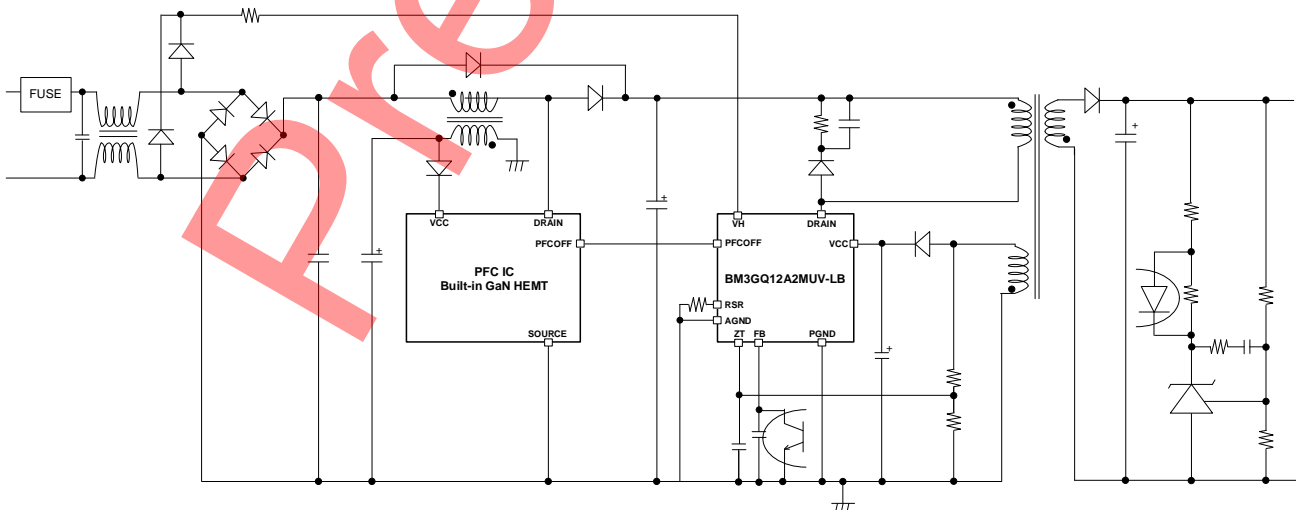 Pre
FUSE
VCC
DRAIN
PFCOFF
PFC IC
Built-in GaN HEMT
SOURCE
VH
DRAIN
PFCOFF
VCC
BM3GQ12A2MUV-LB
RSR
AGND
ZT
FB
PGND
+
+
+
+